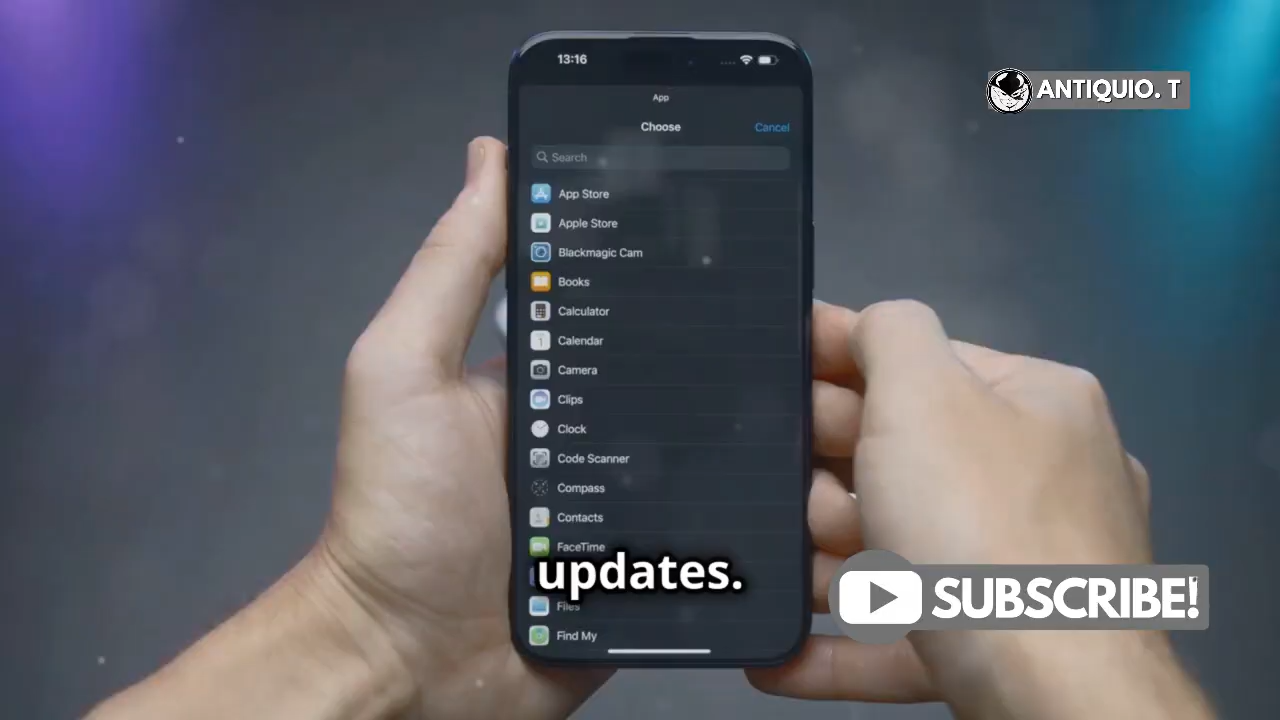 13:16
ANTIQUIO. T
App
Choose
Cancel
Search
App Store
Apple Store
Blackmagic Cam
Books
Calculator
Calendar
Camera
Clips
Clock
Code Scanner
Compass
Contacts
FaceTime
updates.
SUBSCRIBE!
Files
Find My